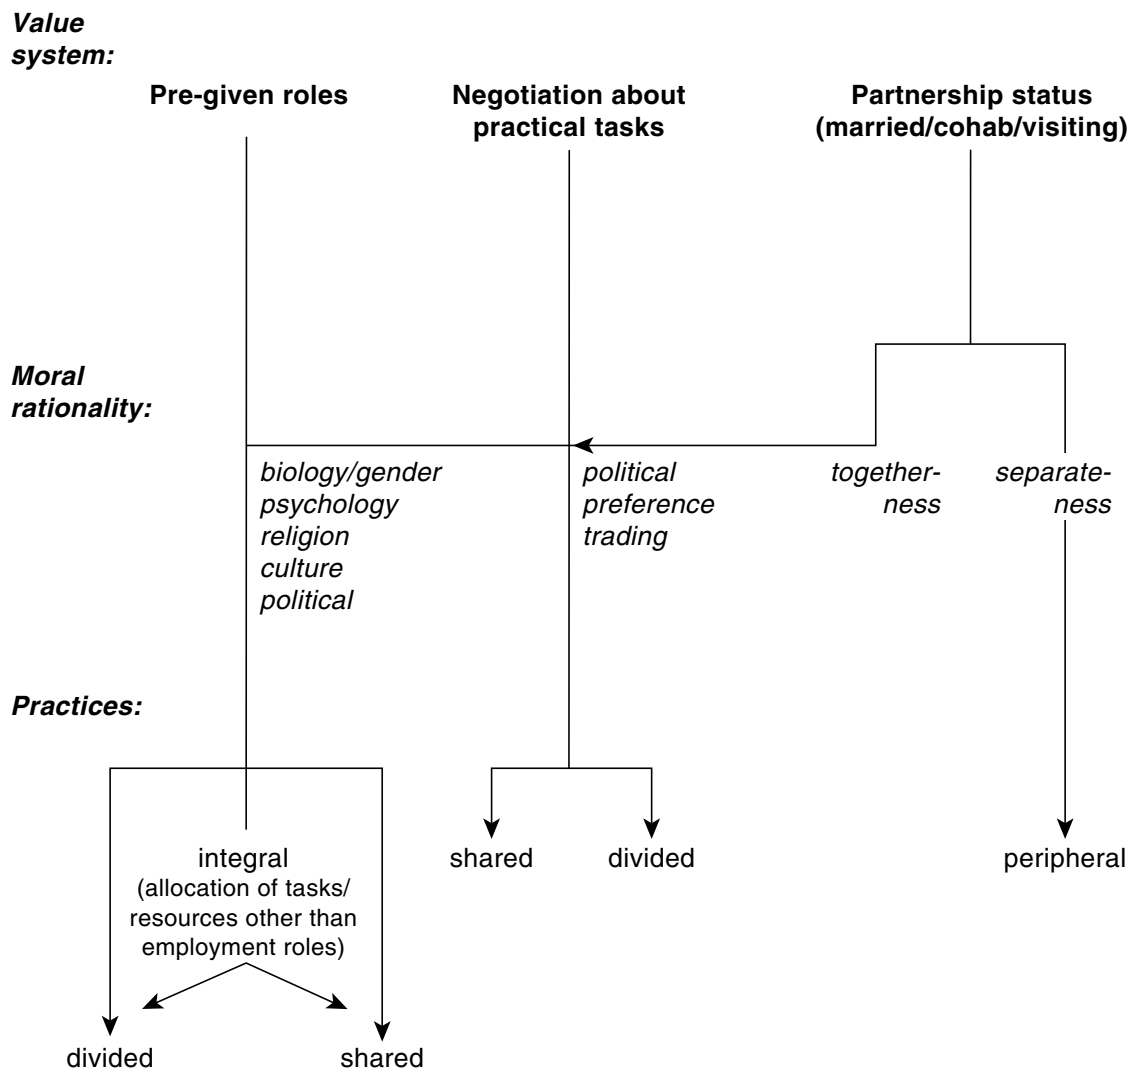 Value
system:
Pre-given roles
Negotiation about
practical tasks
Partnership status
(married/cohab/visiting)
Moral
rationality:
biology/gender
psychology
religion
culture
political
political
preference
trading
together-
ness
separate-
ness
Practices:
integral
(allocation of tasks/
resources other than
employment roles)
shared
divided
peripheral
divided
shared